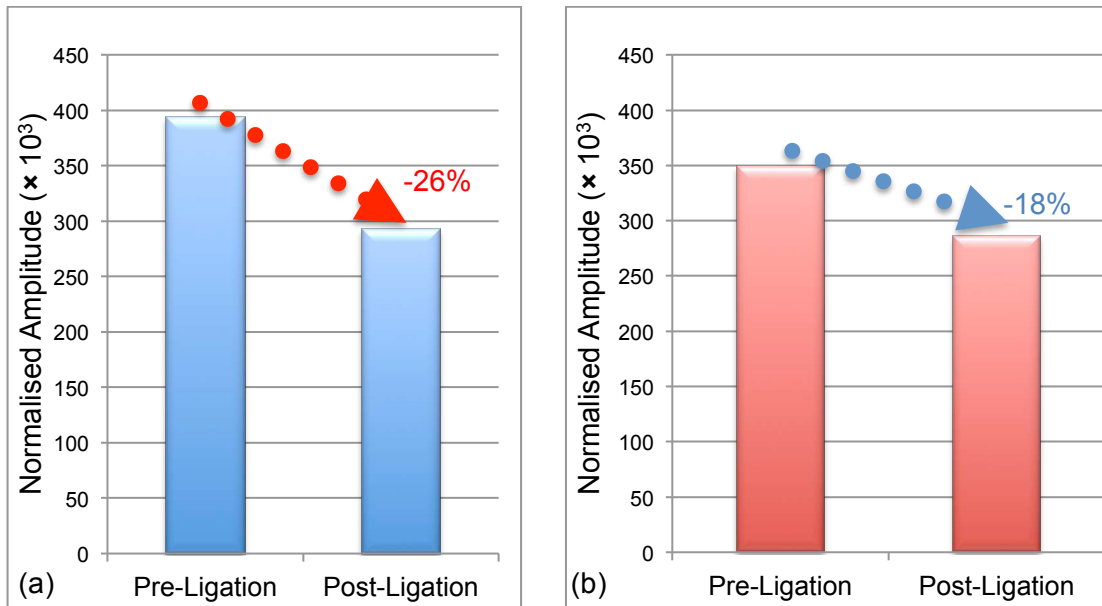 Normalised Amplitude (× 10³)
450
400
350
300
250
200
150
100
50
0
-26%
Pre-Ligation
Post-Ligation
(a)
Normalised Amplitude (× 10³)
450
400
350
300
250
200
150
100
50
0
-18%
Pre-Ligation
Post-Ligation
(b)